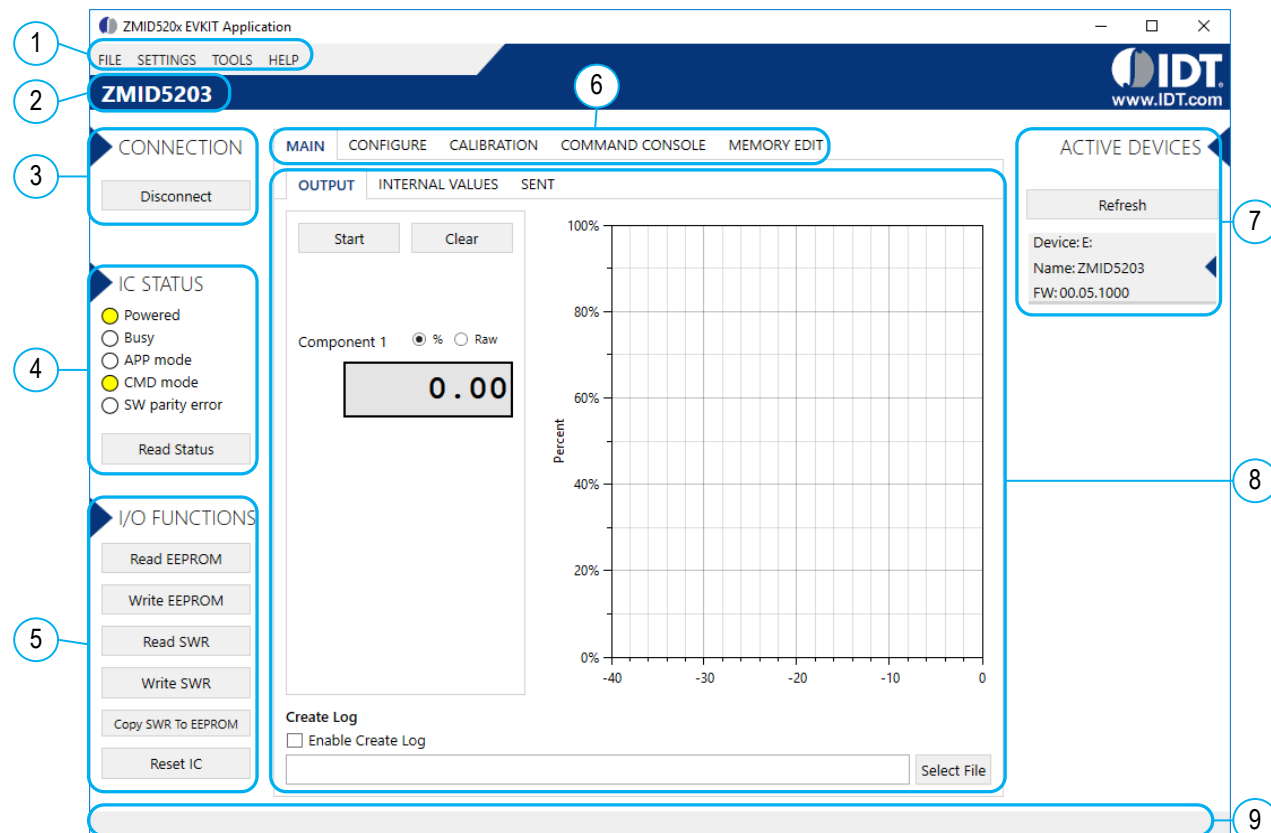 ZMID520x EVKIT Application
1
FILE SETTINGS TOOLS HELP
IDT.
www.IDT.com
2
ZMID5203
6
3
CONNECTION
Disconnect
4
IC STATUS
Powered
Busy
APP mode
CMD mode
SW parity error
Read Status
5
I/O FUNCTIONS
Read EEPROM
Write EEPROM
Read SWR
Write SWR
Copy SWR To EEPROM
Reset IC
MAIN CONFIGURE CALIBRATION COMMAND CONSOLE MEMORY EDIT
OUTPUT INTERNAL VALUES SENT
Start Clear
Component 1 % Raw
0.00
100%
80%
60%
40%
20%
0%
Percent
-40 -30 -20 -10 0
Create Log
Enable Create Log
Select File
ACTIVE DEVICES
Refresh
Device: E:
Name: ZMID5203
FW: 00.05.1000
7
8
9